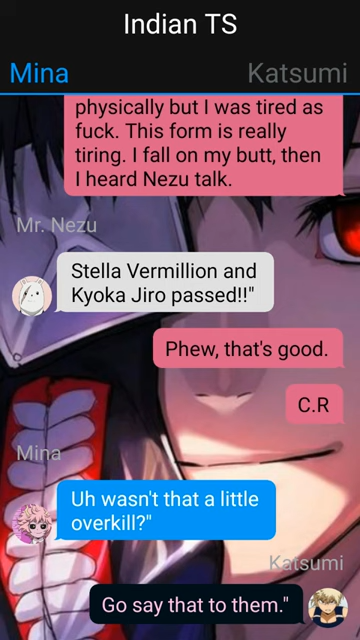 Indian TS
Mina Katsumi
physically but I was tired as
fuck. This form is really
tiring. I fall on my butt, then
I heard Nezu talk.
Mr. Nezu
Stella Vermillion and
Kyoka Jiro passed!!"
Phew, that's good.
C.R
Mina
Uh wasn't that a little
overkill?"
Katsumi
Go say that to them."